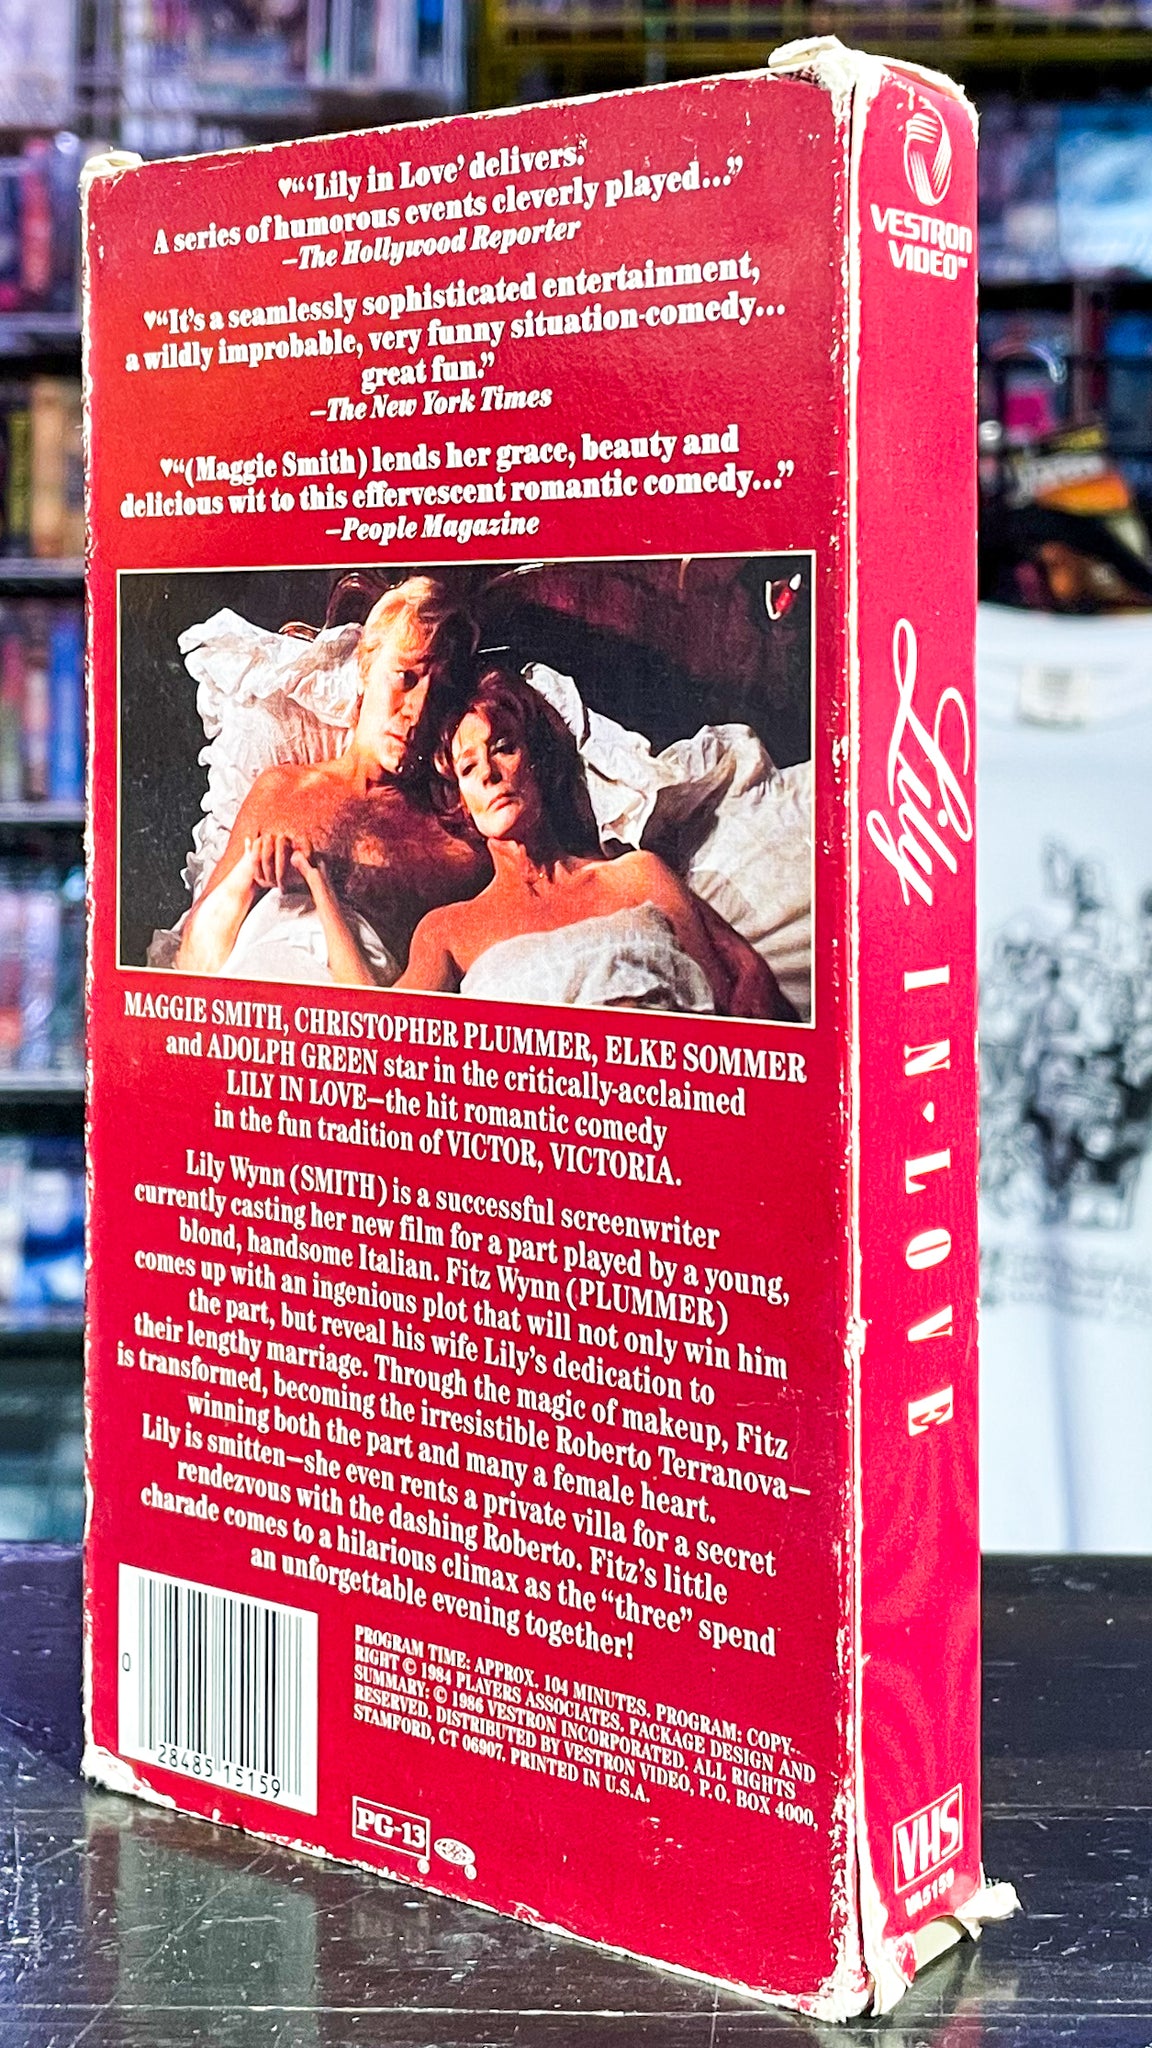 ♥“‘Lily in Love’ delivers.
A series of humorous events cleverly played...”
–The Hollywood Reporter
♥“It’s a seamlessly sophisticated entertainment,
a wildly improbable, very funny situation-comedy...
great fun.”
–The New York Times
♥“(Maggie Smith) lends her grace, beauty and
delicious wit to this effervescent romantic comedy...”
–People Magazine
MAGGIE SMITH, CHRISTOPHER PLUMMER, ELKE SOMMER
and ADOLPH GREEN star in the critically-acclaimed
LILY IN LOVE–the hit romantic comedy
in the fun tradition of VICTOR, VICTORIA.
Lily Wynn (SMITH) is a successful screenwriter
currently casting her new film for a part played by a young,
blond, handsome Italian. Fitz Wynn (PLUMMER)
comes up with an ingenious plot that will not only win him
the part, but reveal his wife Lily’s dedication to
their lengthy marriage. Through the magic of makeup, Fitz
is transformed, becoming the irresistible Roberto Terranova–
winning both the part and many a female heart.
Lily is smitten–she even rents a private villa for a secret
rendezvous with the dashing Roberto. Fitz’s little
charade comes to a hilarious climax as the “three” spend
an unforgettable evening together!
PROGRAM TIME: APPROX. 104 MINUTES. PROGRAM: COPY-
RIGHT © 1984 PLAYERS ASSOCIATES. PACKAGE DESIGN AND
SUMMARY: © 1986 VESTRON INCORPORATED. ALL RIGHTS
RESERVED. DISTRIBUTED BY VESTRON VIDEO, P.O. BOX 4000,
STAMFORD, CT 06907. PRINTED IN U.S.A.
0 28485 15159
PG-13 ®
VESTRON
VIDEO™
Lily IN·LOVE
VHS